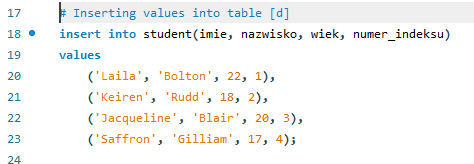 17 # Inserting values into table [d]
18 insert into student(imie, nazwisko, wiek, numer_indeksu)
19 values
20 ('Laila', 'Bolton', 22, 1),
21 ('Keiren', 'Rudd', 18, 2),
22 ('Jacqueline', 'Blair', 20, 3),
23 ('Saffron', 'Gilliam', 17, 4);
24